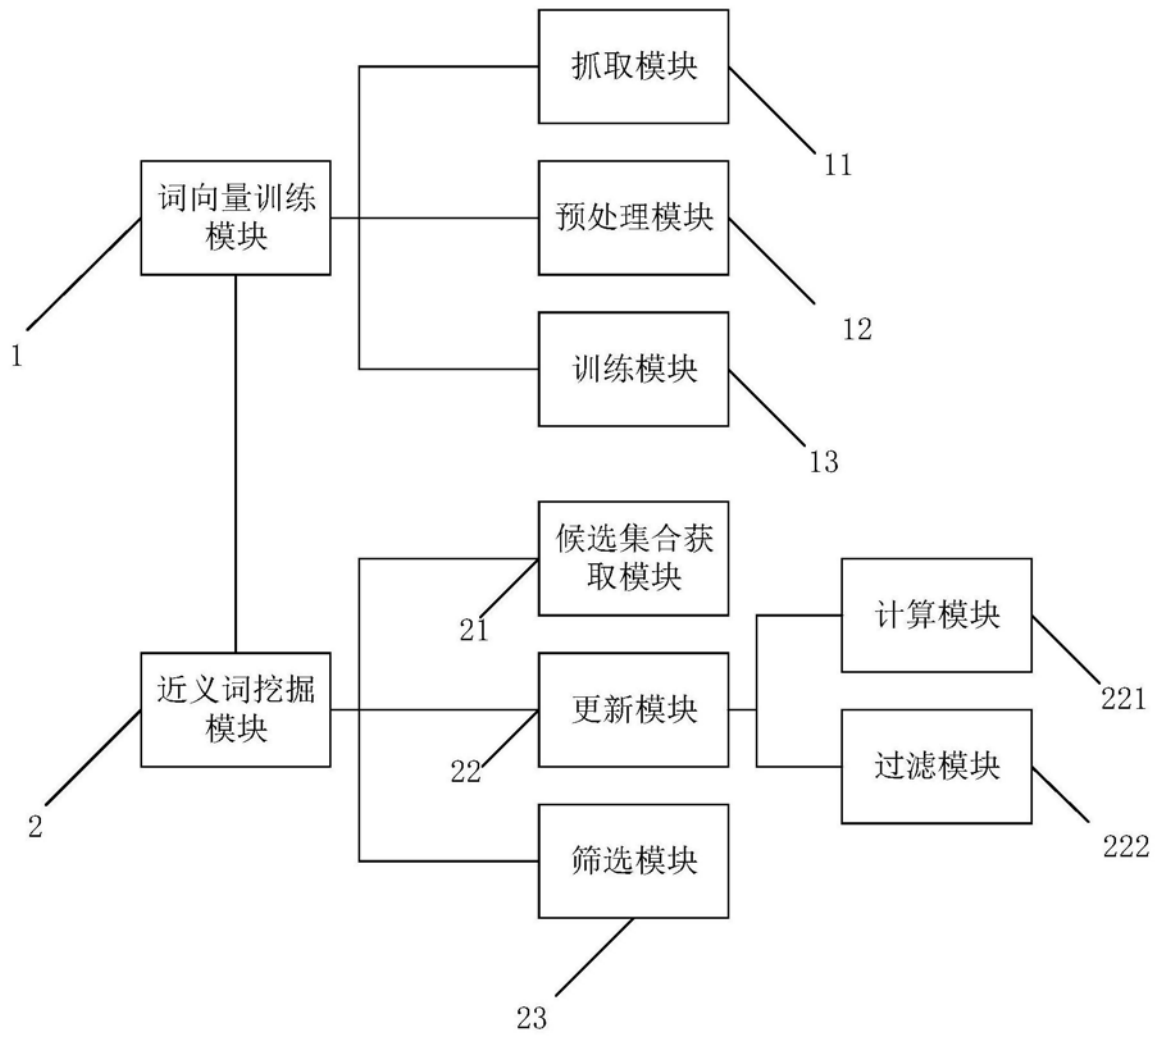 抓取模块
11
词向量训练
模块
1
预处理模块
12
训练模块
13
候选集合获
取模块
21
近义词挖掘
模块
2
更新模块
22
计算模块
221
过滤模块
222
筛选模块
23